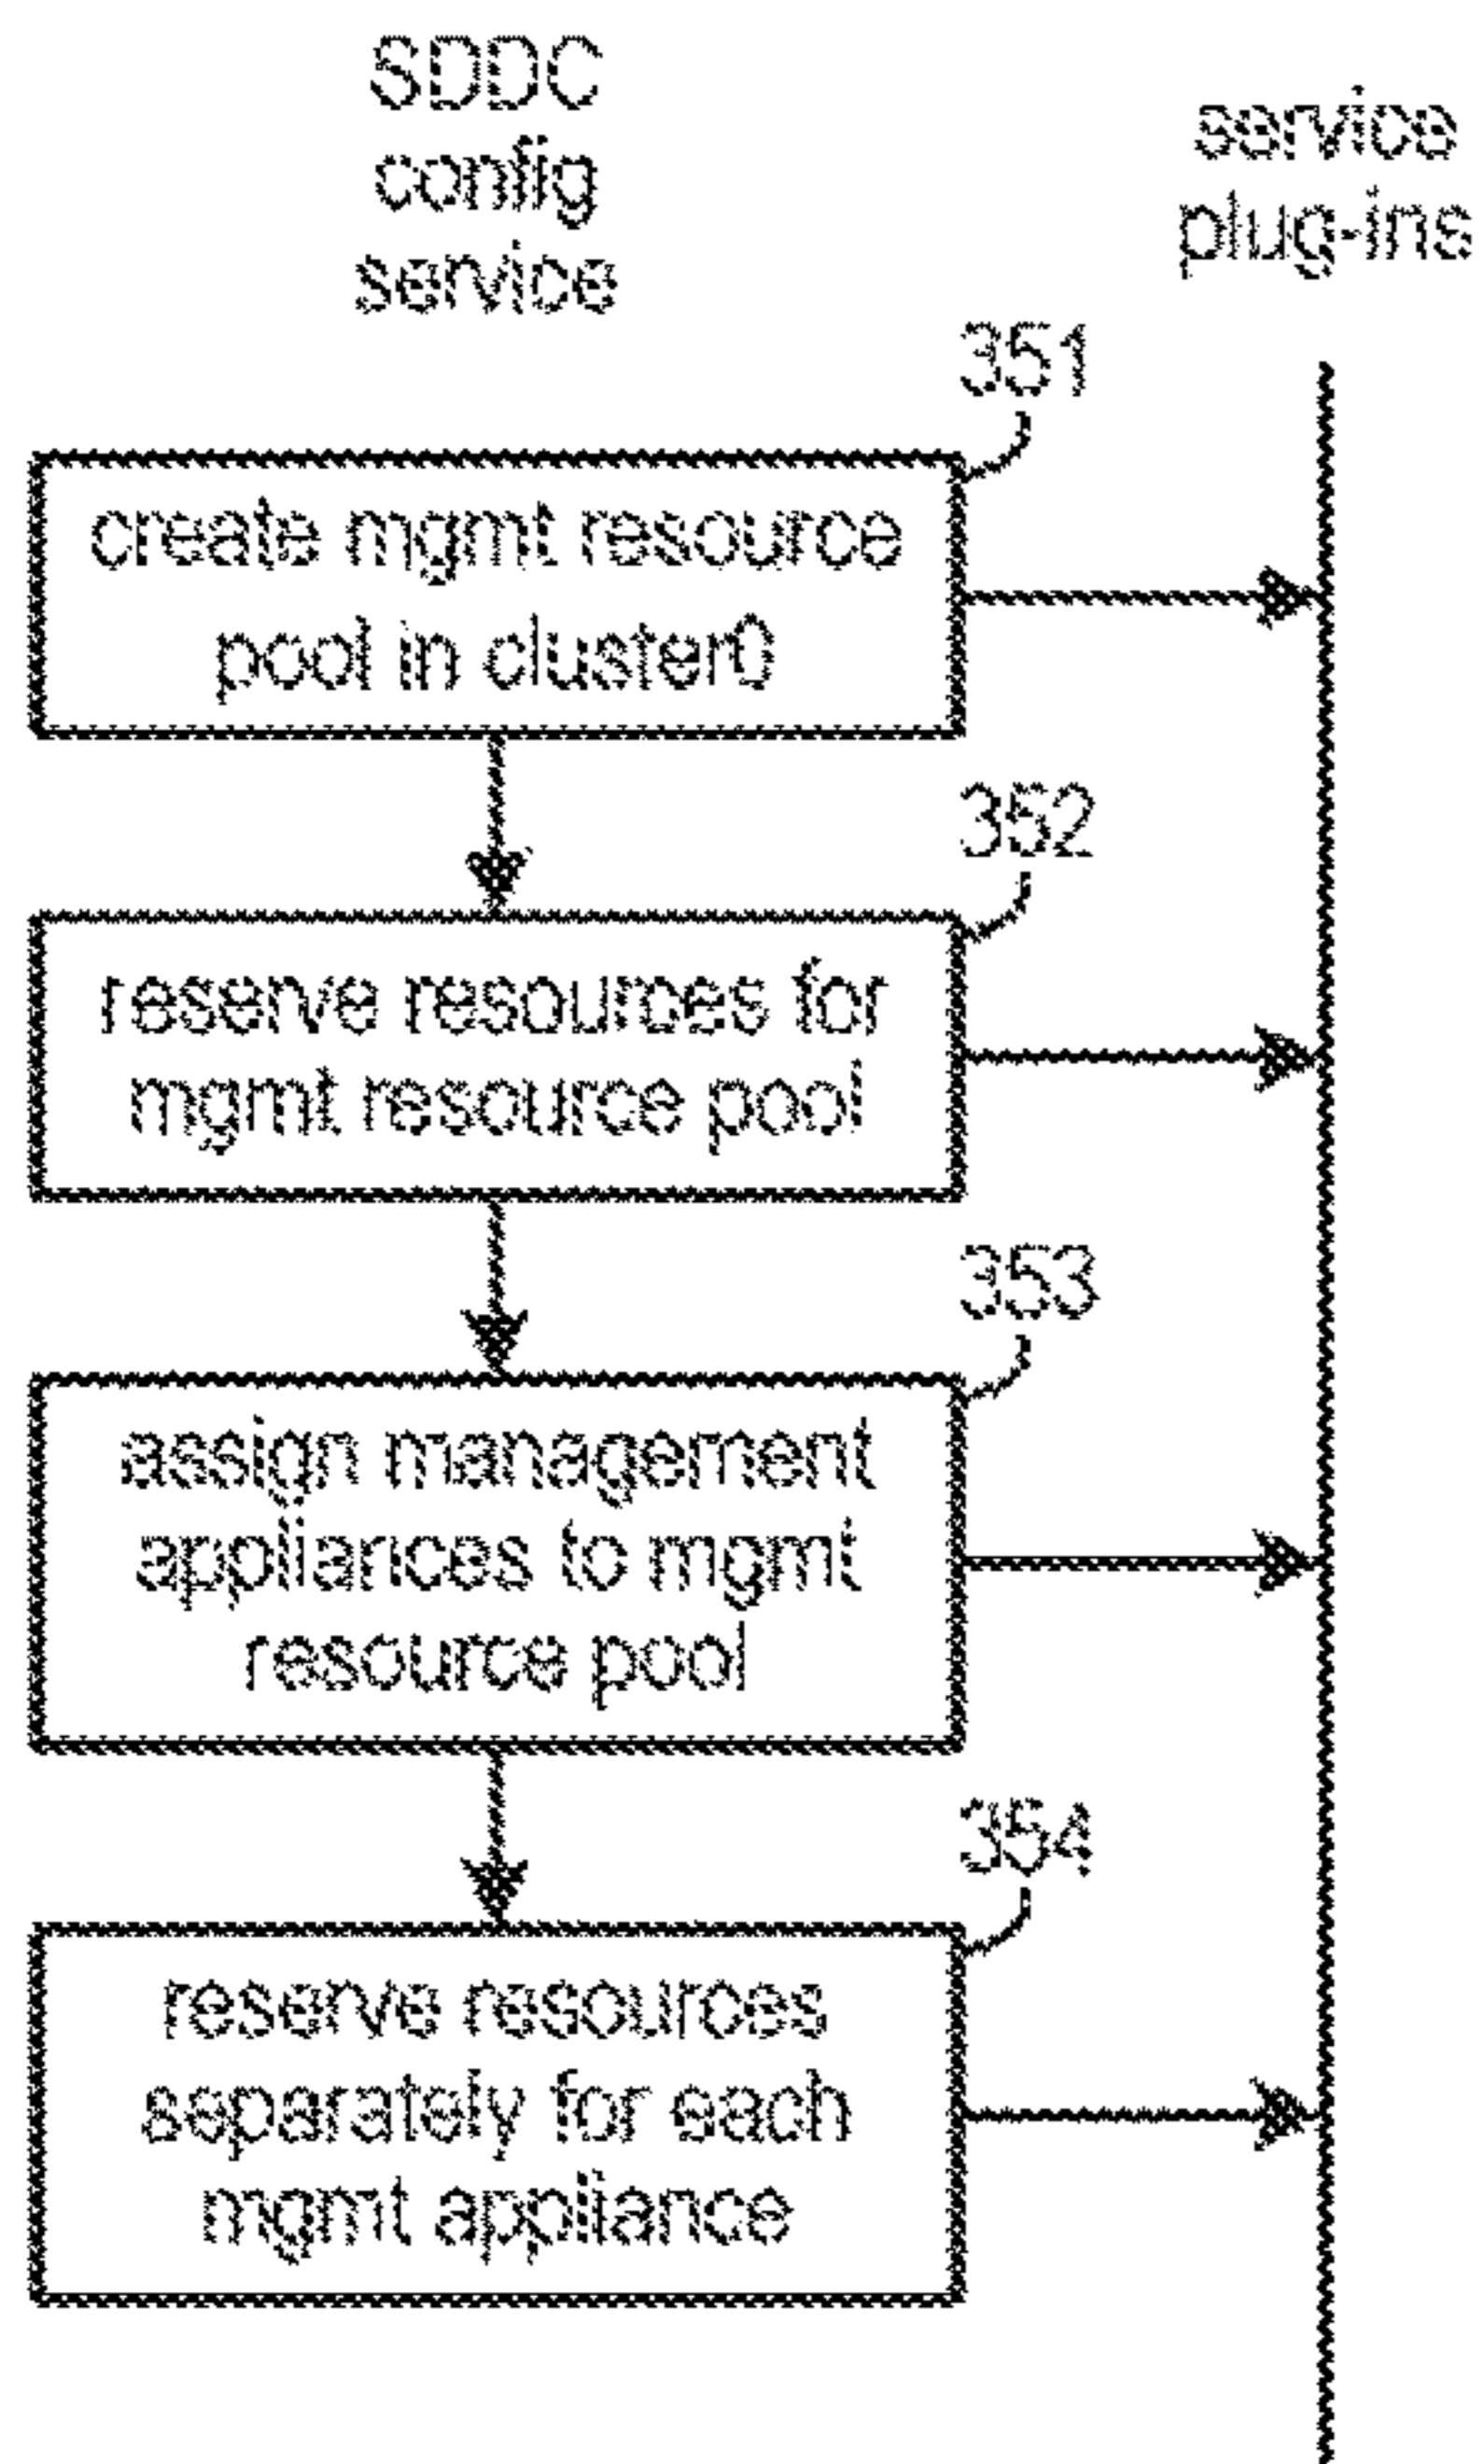 SDDC
config
service
service
plug-ins
351
create mgmt resource
pool in cluster0
352
reserve resources for
mgmt resource pool
353
assign management
appliances to mgmt
resource pool
354
reserve resources
separately for each
mgmt appliance